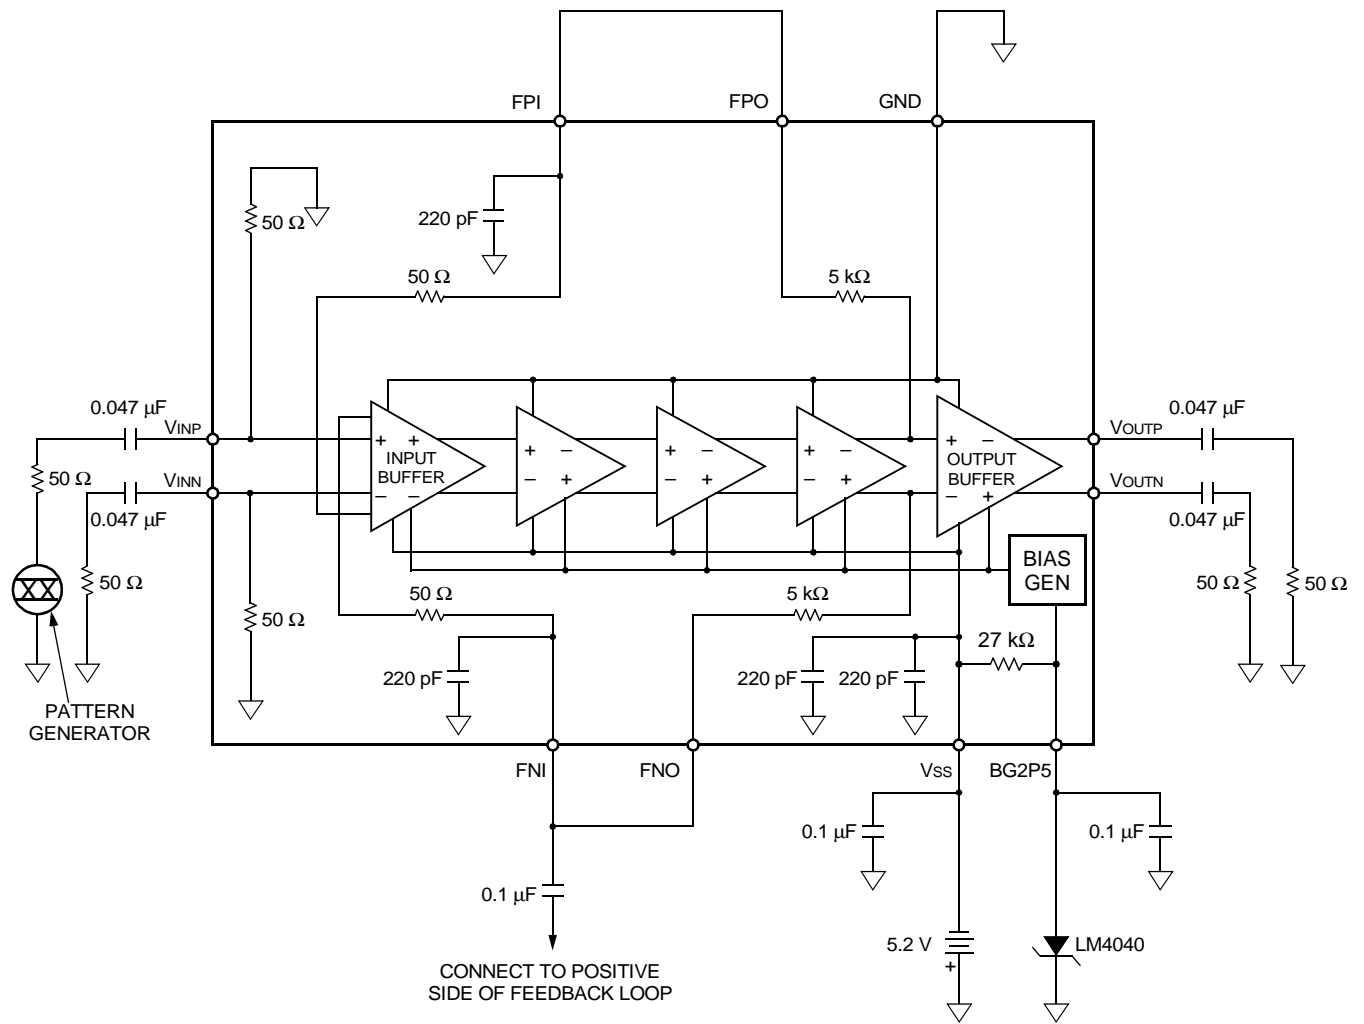 FPI
FPO
GND
50 Ω
220 pF
50 Ω
5 kΩ
0.047 μF
VINP
+ +
− −
INPUT
BUFFER
+ −
− +
+ −
− +
+ −
− +
+ −
− +
OUTPUT
BUFFER
VOUTP
0.047 μF
50 Ω
VINN
0.047 μF
VOUTN
0.047 μF
BIAS
GEN
50 Ω
50 Ω
50 Ω
5 kΩ
50 Ω
50 Ω
27 kΩ
220 pF
220 pF
220 pF
PATTERN
GENERATOR
FNI
FNO
VSS
BG2P5
0.1 μF
0.1 μF
0.1 μF
5.2 V
+
LM4040
CONNECT TO POSITIVE
SIDE OF FEEDBACK LOOP